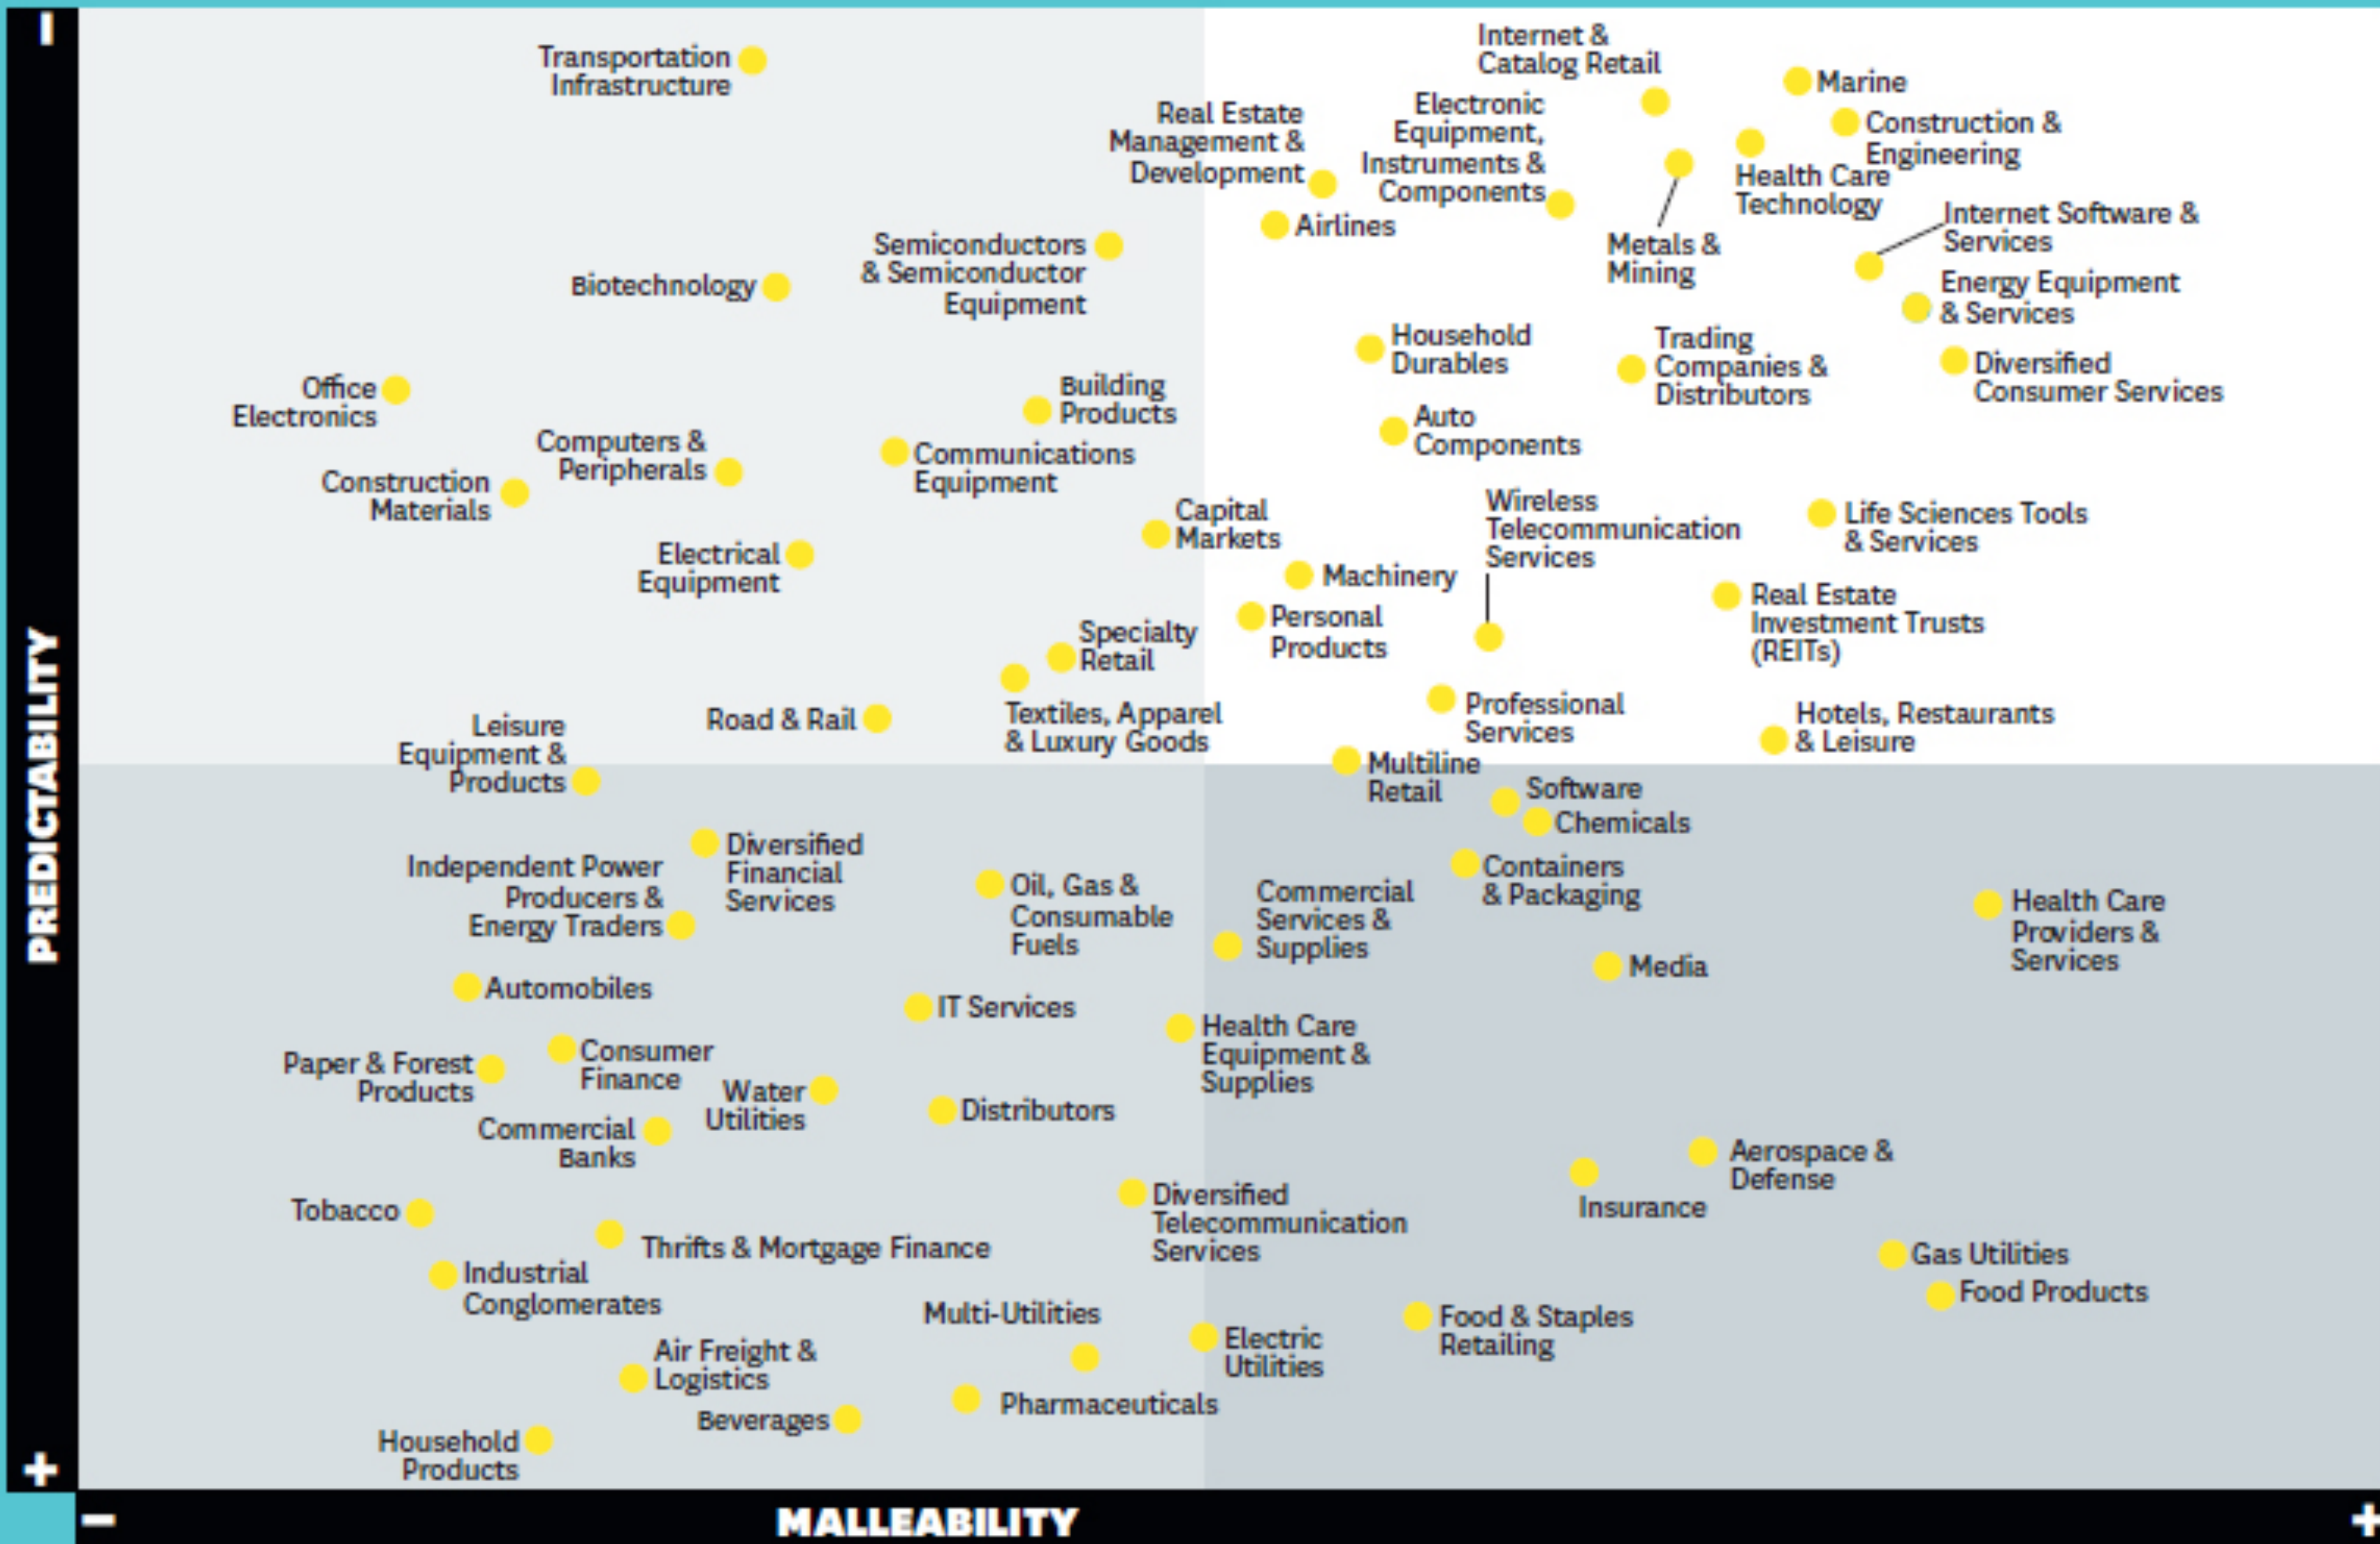 −
Transportation
Infrastructure
Internet &
Catalog Retail
Marine
Real Estate
Management &
Development
Electronic
Equipment,
Instruments &
Components
Construction &
Engineering
Health Care
Technology
Airlines
Metals &
Mining
Internet Software &
Services
Semiconductors
& Semiconductor
Equipment
Biotechnology
Energy Equipment
& Services
Household
Durables
Trading
Companies &
Distributors
Diversified
Consumer Services
Office
Electronics
Building
Products
Auto
Components
Computers &
Peripherals
Communications
Equipment
Construction
Materials
Capital
Markets
Wireless
Telecommunication
Services
Life Sciences Tools
& Services
Electrical
Equipment
Machinery
Real Estate
Investment Trusts
(REITs)
Personal
Products
Specialty
Retail
Professional
Services
Road & Rail
Textiles, Apparel
& Luxury Goods
Hotels, Restaurants
& Leisure
Leisure
Equipment &
Products
Multiline
Retail
Software
Chemicals
PREDICTABILITY
Diversified
Financial
Services
Independent Power
Producers &
Energy Traders
Oil, Gas &
Consumable
Fuels
Commercial
Services &
Supplies
Containers
& Packaging
Health Care
Providers &
Services
Media
Automobiles
IT Services
Health Care
Equipment &
Supplies
Paper & Forest
Products
Consumer
Finance
Water
Utilities
Distributors
Commercial
Banks
Aerospace &
Defense
Insurance
Tobacco
Diversified
Telecommunication
Services
Thrifts & Mortgage Finance
Gas Utilities
Industrial
Conglomerates
Food Products
Multi-Utilities
Food & Staples
Retailing
Electric
Utilities
Air Freight &
Logistics
Pharmaceuticals
Beverages
Household
Products
+
−
MALLEABILITY
+